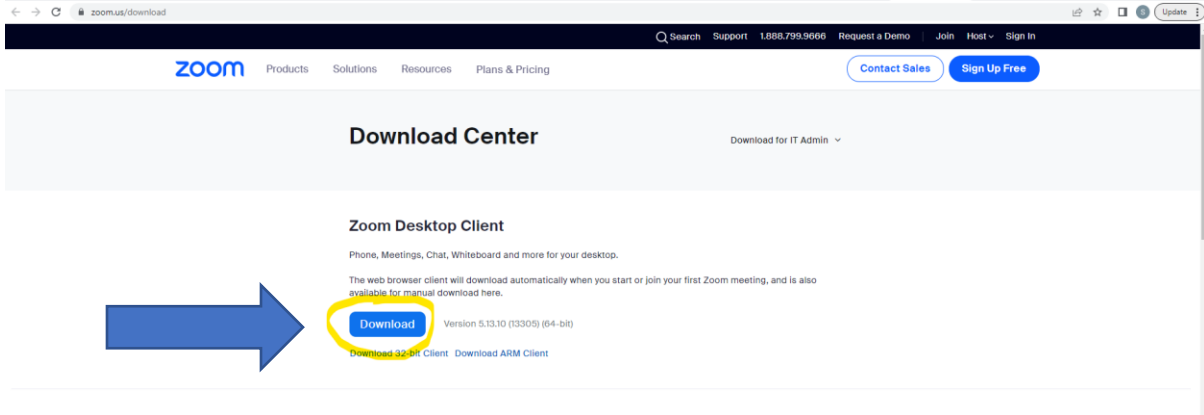 zoom.us/download
Update
Search Support 1.888.799.9666 Request a Demo Join Host Sign In
zoom Products Solutions Resources Plans & Pricing Contact Sales Sign Up Free
Download Center Download for IT Admin
Zoom Desktop Client
Phone, Meetings, Chat, Whiteboard and more for your desktop.
The web browser client will download automatically when you start or join your first Zoom meeting, and is also
available for manual download here.
Download Version 5.13.10 (13305) (64-bit)
Download 32-bit Client Download ARM Client